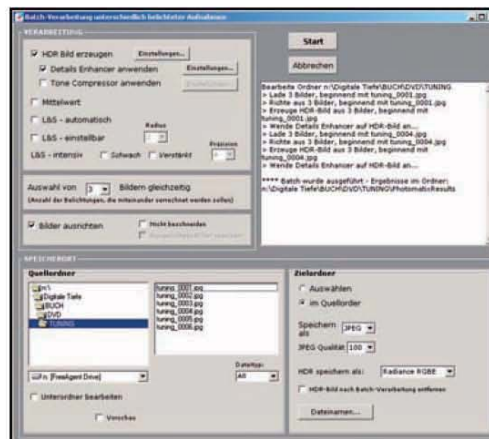 Batch-Verarbeitung unterschiedlich belichteter Aufnahmen
VERARBEITUNG
HDR Bild erzeugen Einstellungen...
Details Enhancer anwenden Einstellungen...
Tone Compressor anwenden
Mittelwert
L&S - automatisch
Radius
L&S - einstellbar
Präzision
L&S - intensiv Schwach Verstärkt
Auswahl von 3 Bildern gleichzeitig
(Anzahl der Belichtungen, die miteinander verrechnet werden sollen)
Bilder ausrichten Nicht beschneiden
Start
Abbrechen
Bearbeite Ordner n:\Digitale Tiefe\BUCH\DVD\TUNING
> Lade 3 Bilder, beginnend mit tuning_0001.jpg
> Richte aus 3 Bilder, beginnend mit tuning_0001.jpg
> Erzeuge HDR-Bild aus 3 Bilder, beginnend mit
tuning_0001.jpg
> Wende Details Enhancer auf HDR-Bild an...
> Lade 3 Bilder, beginnend mit tuning_0004.jpg
> Richte aus 3 Bilder, beginnend mit tuning_0004.jpg
> Erzeuge HDR-Bild aus 3 Bilder, beginnend mit
tuning_0004.jpg
> Wende Details Enhancer auf HDR-Bild an...
**** Batch wurde ausgeführt - Ergebnisse im Ordner:
n:\Digitale Tiefe\BUCH\DVD\TUNING\PhotomaticResults
SPEICHERORT
Quellordner
n:\
Digitale Tiefe
BUCH
DVD
TUNING
n: [FreeAgent Drive]
tuning_0001.jpg
tuning_0002.jpg
tuning_0003.jpg
tuning_0004.jpg
tuning_0005.jpg
tuning_0006.jpg
Dateityp:
All
Unterordner Bearbeiten
Vorschau
Zielordner
Auswählen
im Quellorder
Speichern als JPEG
JPEG Qualität 100
HDR speichern als: Radiance RGBE
HDR-Bild nach Batch-Verarbeitung entfernen
Dateinamen...